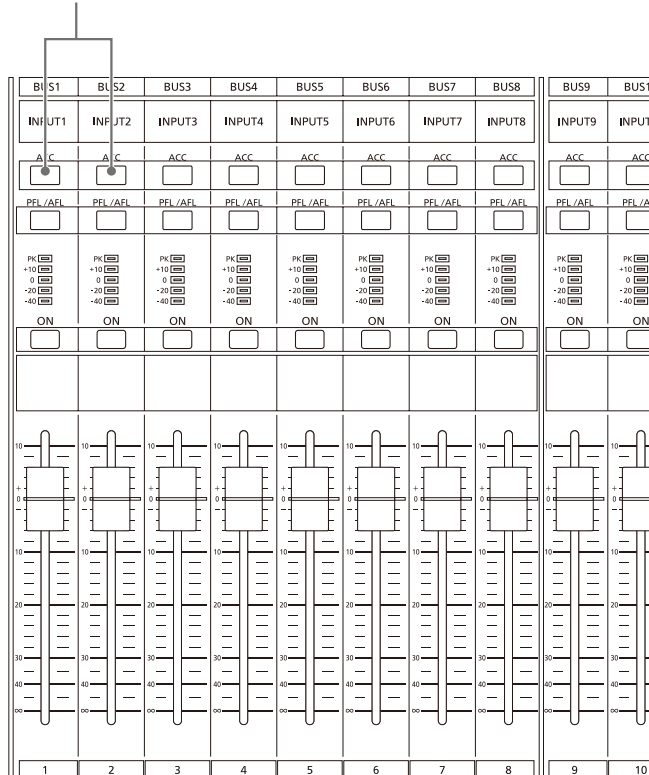 BUS1 BUS2 BUS3 BUS4 BUS5 BUS6 BUS7 BUS8 BUS9 BUS1
INPUT1 INPUT2 INPUT3 INPUT4 INPUT5 INPUT6 INPUT7 INPUT8 INPUT9 INPUT
ACC ACC ACC ACC ACC ACC ACC ACC ACC ACC
PFL /AFL PFL /AFL PFL /AFL PFL /AFL PFL /AFL PFL /AFL PFL /AFL PFL /AFL PFL /AFL PFL /A
PK PK PK PK PK PK PK PK PK PK
+10 +10 +10 +10 +10 +10 +10 +10 +10 +10
0 0 0 0 0 0 0 0 0 0
-20 -20 -20 -20 -20 -20 -20 -20 -20 -20
-40 -40 -40 -40 -40 -40 -40 -40 -40 -40
ON ON ON ON ON ON ON ON ON ON
10 10 10 10 10 10 10 10 10 10
+ + + + + + + + + +
0 0 0 0 0 0 0 0 0 0
- - - - - - - - - -
10 10 10 10 10 10 10 10 10 10
20 20 20 20 20 20 20 20 20 20
30 30 30 30 30 30 30 30 30 30
40 40 40 40 40 40 40 40 40 40
∞ ∞ ∞ ∞ ∞ ∞ ∞ ∞ ∞ ∞
1 2 3 4 5 6 7 8 9 10